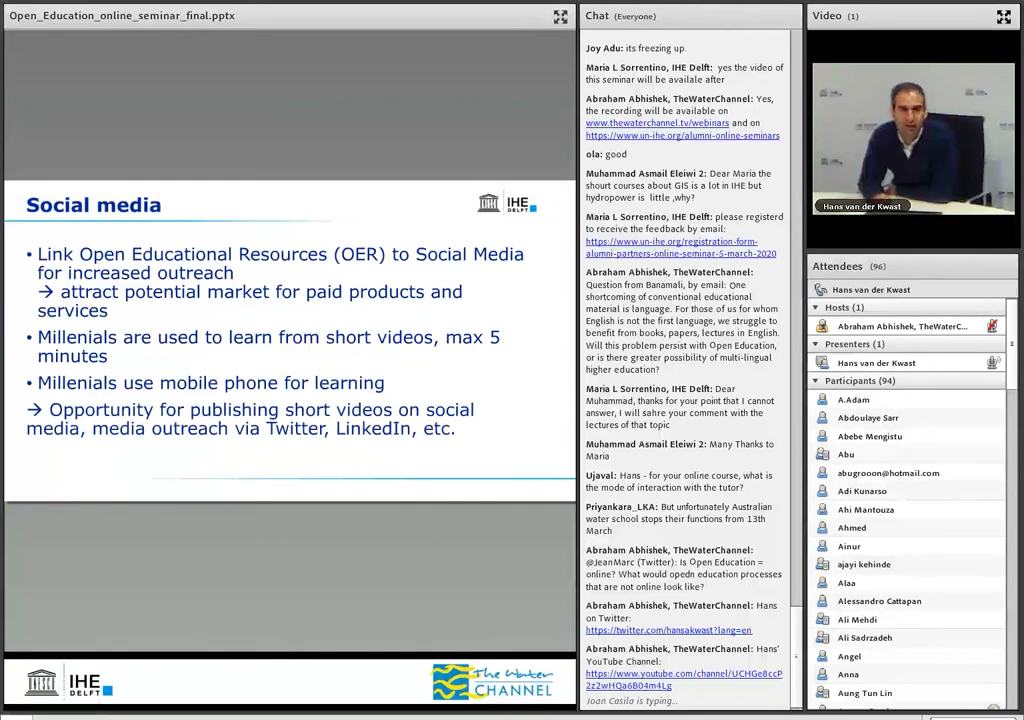 Open_Education_online_seminar_final.pptx
Social media
IHE
DELFT
• Link Open Educational Resources (OER) to Social Media
for increased outreach
→ attract potential market for paid products and
services
• Millenials are used to learn from short videos, max 5
minutes
• Millenials use mobile phone for learning
→ Opportunity for publishing short videos on social
media, media outreach via Twitter, LinkedIn, etc.
IHE
DELFT
The Water
CHANNEL
Chat (Everyone)
Joy Adu: its freezing up.
Maria L Sorrentino, IHE Delft: yes the video of
this seminar will be availale after
Abraham Abhishek, TheWaterChannel: Yes,
the recording will be available on
www.thewaterchannel.tv/webinars and on
https://www.un-ihe.org/alumni-online-seminars
ola: good
Muhammad Asmail Eleiwi 2: Dear Maria the
shourt courses about GIS is a lot in IHE but
hydropower is little ,why?
Maria L Sorrentino, IHE Delft: please registerd
to receive the feedback by email:
https://www.un-ihe.org/registration-form-
alumni-partners-online-seminar-5-march-2020
Abraham Abhishek, TheWaterChannel:
Question from Banamali, by email: One
shortcoming of conventional educational
material is language. For those of us for whom
English is not the first language, we struggle to
benefit from books, papers, lectures in English.
Will this problem persist with Open Education,
or is there greater possibility of multi-lingual
higher education?
Maria L Sorrentino, IHE Delft: Dear
Muhammad, thanks for your point that I cannot
answer, I will sahre your comment with the
lectures of that topic
Muhammad Asmail Eleiwi 2: Many Thanks to
Maria
Ujaval: Hans - for your online course, what is
the mode of interaction with the tutor?
Priyankara_LKA: But unfortunately Australian
water school stops their functions from 13th
March
Abraham Abhishek, TheWaterChannel:
@JeanMarc (Twitter): Is Open Education =
online? What would opedn education processes
that are not online look like?
Abraham Abhishek, TheWaterChannel: Hans
on Twitter:
https://twitter.com/hansakwast?lang=en
Abraham Abhishek, TheWaterChannel: Hans'
YouTube Channel:
https://www.youtube.com/channel/UCHGe8ccP
2z2wHQa6B04m4Lg
Joan Casila is typing...
Video (1)
Hans van der Kwast
Attendees (96)
Hans van der Kwast
Hosts (1)
Abraham Abhishek, TheWaterC...
Presenters (1)
Hans van der Kwast
Participants (94)
A.Adam
Abdoulaye Sarr
Abebe Mengistu
Abu
abugrooon@hotmail.com
Adi Kunarso
Ahi Mantouza
Ahmed
Ainur
ajayi kehinde
Alaa
Alessandro Cattapan
Ali Mehdi
Ali Sadrzadeh
Angel
Anna
Aung Tun Lin